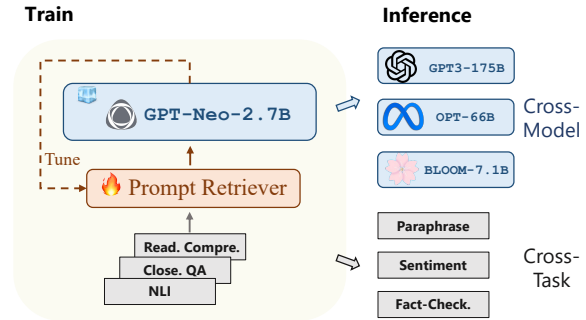 Train
Inference
GPT-Neo-2.7B
Tune
Prompt Retriever
Read. Compre.
Close. QA
NLI
GPT3-175B
OPT-66B
BLOOM-7.1B
Cross-
Model
Paraphrase
Sentiment
Fact-Check.
Cross-
Task